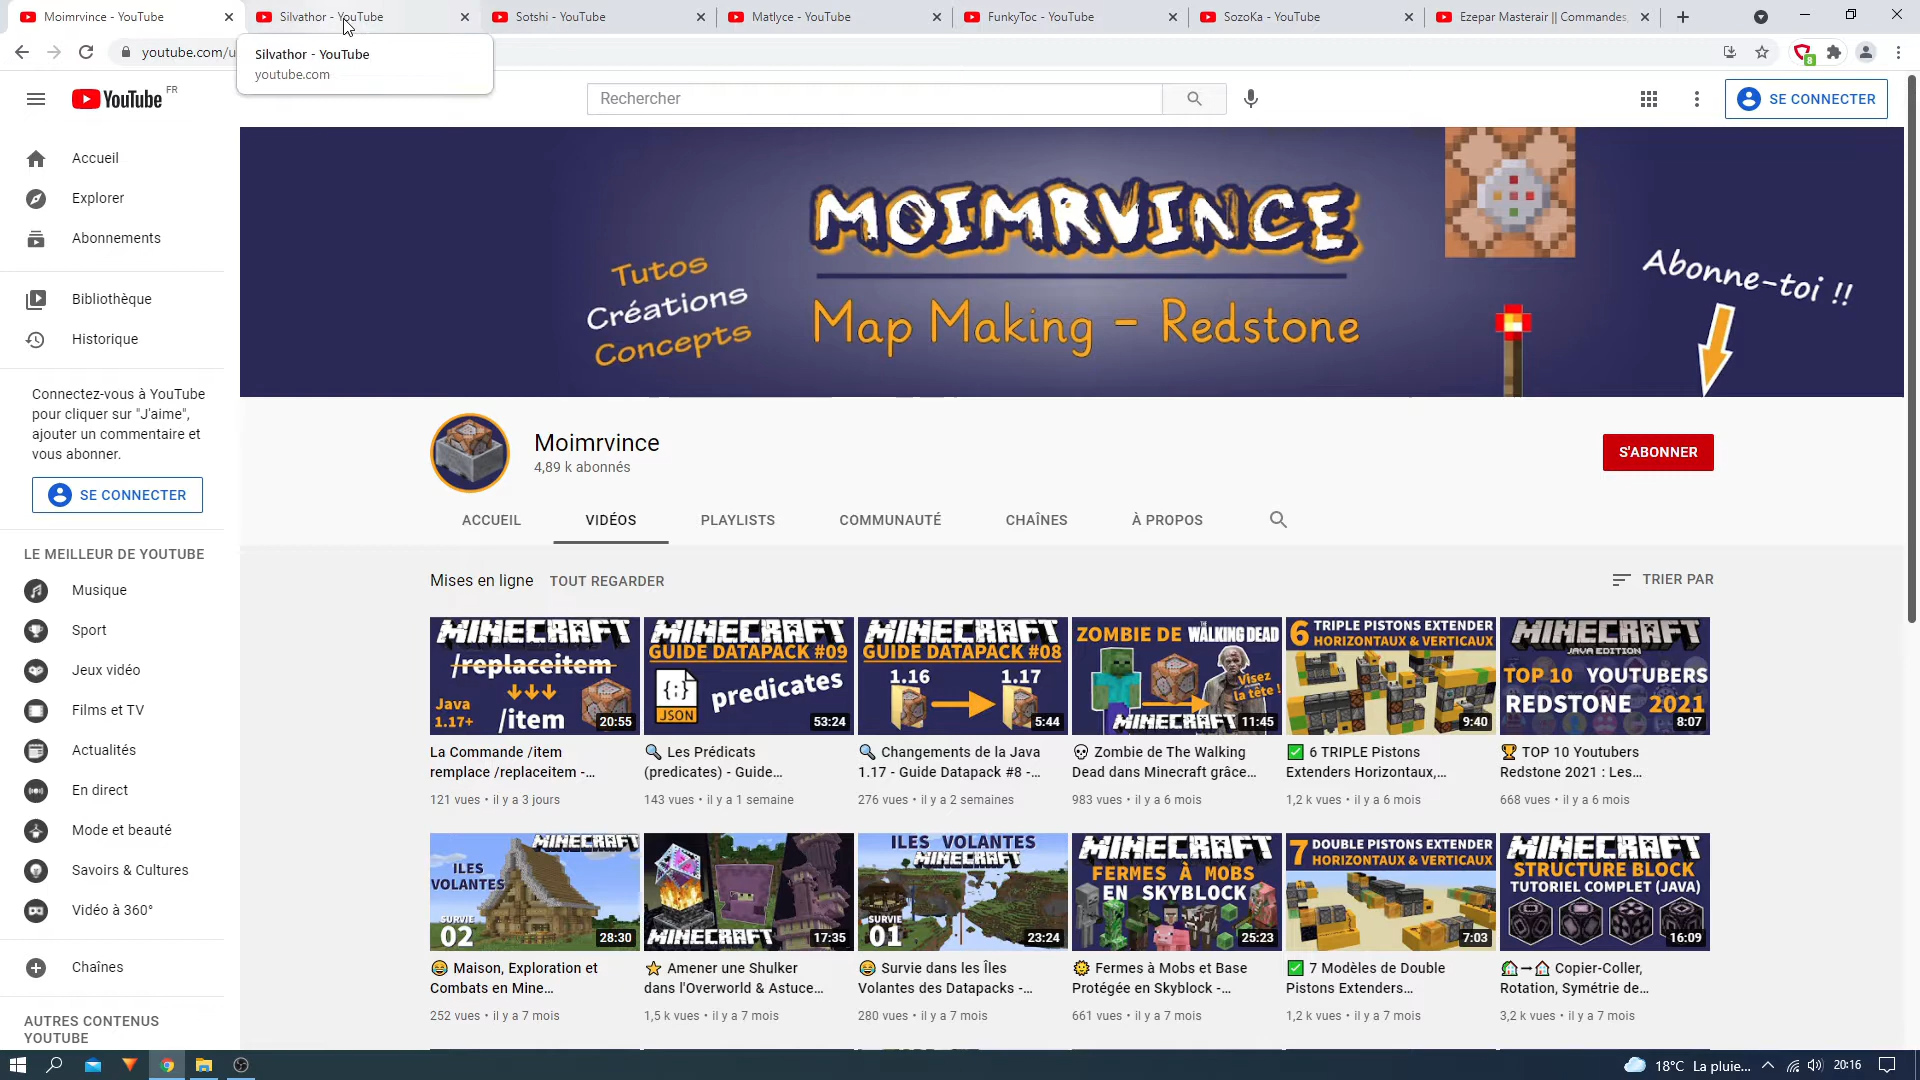 Moimrvince - YouTube
Silvathor - YouTube
Sotshi - YouTube
Matlyce - YouTube
FunkyToc - YouTube
SozoKa - YouTube
Ezepar Masterair || Commandes,
youtube.com/u
8
Silvathor - YouTube
youtube.com
YouTube FR
Rechercher
SE CONNECTER
Accueil
Explorer
Abonnements
Bibliothèque
Historique
Connectez-vous à YouTube
pour cliquer sur "J'aime",
ajouter un commentaire et
vous abonner.
SE CONNECTER
LE MEILLEUR DE YOUTUBE
Musique
Sport
Jeux vidéo
Films et TV
Actualités
En direct
Mode et beauté
Savoirs & Cultures
Vidéo à 360°
Chaînes
AUTRES CONTENUS
YOUTUBE
MOIMRVINCE
Tutos
Créations
Concepts
Map Making - Redstone
Abonne-toi !!
Moimrvince
4,89 k abonnés
S'ABONNER
ACCUEIL
VIDÉOS
PLAYLISTS
COMMUNAUTÉ
CHAÎNES
À PROPOS
Mises en ligne
TOUT REGARDER
TRIER PAR
MINECRAFT
/replaceitem
Java
1.17+
/item
20:55
La Commande /item
remplace /replaceitem -...
121 vues • il y a 3 jours
MINECRAFT
GUIDE DATAPACK #09
{:}
JSON
predicates
53:24
🔍 Les Prédicats
(predicates) - Guide...
143 vues • il y a 1 semaine
MINECRAFT
GUIDE DATAPACK #08
1.16
1.17
5:44
🔍 Changements de la Java
1.17 - Guide Datapack #8 -...
276 vues • il y a 2 semaines
ZOMBIE DE THE WALKING DEAD
Visez
la tête !
MINECRAFT
11:45
💀 Zombie de The Walking
Dead dans Minecraft grâce...
983 vues • il y a 6 mois
6 TRIPLE PISTONS EXTENDER
HORIZONTAUX & VERTICAUX
9:40
✅ 6 TRIPLE Pistons
Extenders Horizontaux,...
1,2 k vues • il y a 6 mois
MINECRAFT
JAVA EDITION
TOP 10 YOUTUBERS
REDSTONE 2021
8:07
🏆 TOP 10 Youtubers
Redstone 2021 : Les...
668 vues • il y a 6 mois
MINECRAFT
ILES
VOLANTES
SURVIE
02
28:30
😂 Maison, Exploration et
Combats en Mine...
252 vues • il y a 7 mois
MINECRAFT
17:35
⭐ Amener une Shulker
dans l'Overworld & Astuce...
1,5 k vues • il y a 7 mois
ILES VOLANTES
MINECRAFT
SURVIE
01
23:24
😂 Survie dans les Îles
Volantes des Datapacks -...
280 vues • il y a 7 mois
MINECRAFT
FERMES À MOBS
EN SKYBLOCK
25:23
🌞 Fermes à Mobs et Base
Protégée en Skyblock -...
661 vues • il y a 7 mois
7 DOUBLE PISTONS EXTENDER
HORIZONTAUX & VERTICAUX
7:03
✅ 7 Modèles de Double
Pistons Extenders...
1,2 k vues • il y a 7 mois
MINECRAFT
STRUCTURE BLOCK
TUTORIEL COMPLET (JAVA)
16:09
🏠➞🏠 Copier-Coller,
Rotation, Symétrie de...
3,2 k vues • il y a 7 mois
18°C La pluie...
20:16